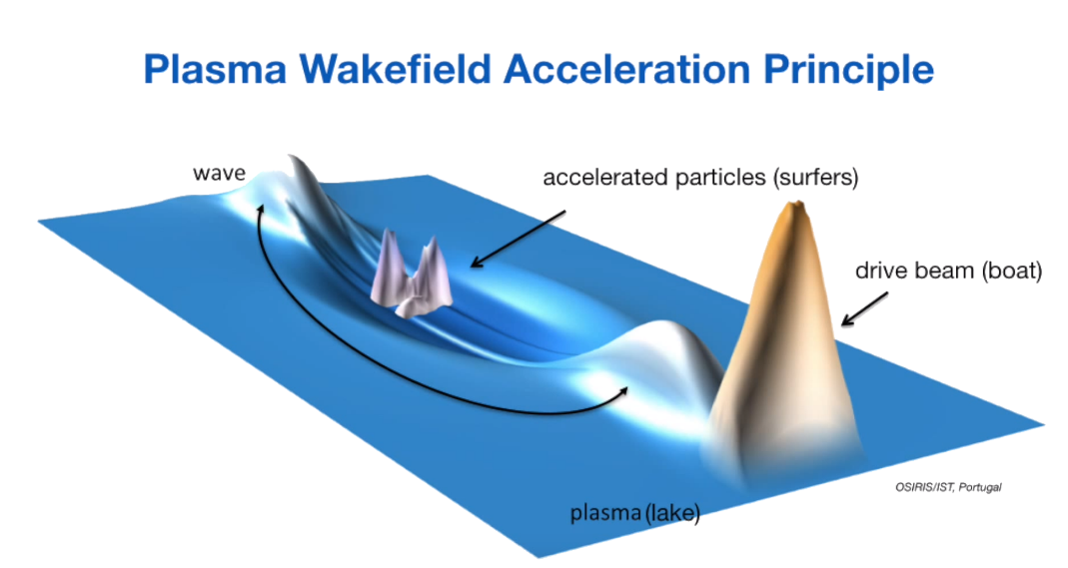 Plasma Wakefield Acceleration Principle
wave
accelerated particles (surfers)
drive beam (boat)
OSIRIS/IST, Portugal
plasma (lake)